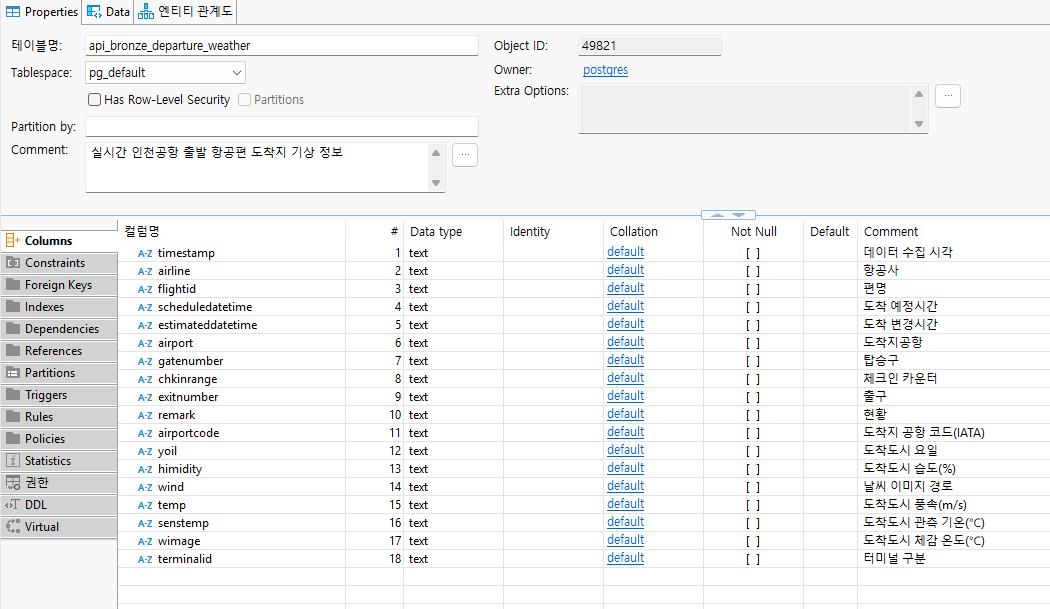 Properties Data 엔티티 관계도
테이블명: api_bronze_departure_weather Object ID: 49821
Tablespace: pg_default Owner: postgres
Has Row-Level Security Partitions Extra Options: ...
Partition by:
Comment: 실시간 인천공항 출발 항공편 도착지 기상 정보 ...
Columns
Constraints
Foreign Keys
Indexes
Dependencies
References
Partitions
Triggers
Rules
Policies
Statistics
권한
DDL
Virtual
컬럼명 # Data type Identity Collation Not Null Default Comment
A-Z timestamp 1 text default [ ] 데이터 수집 시각
A-Z airline 2 text default [ ] 항공사
A-Z flightid 3 text default [ ] 편명
A-Z scheduledatetime 4 text default [ ] 도착 예정시간
A-Z estimateddatetime 5 text default [ ] 도착 변경시간
A-Z airport 6 text default [ ] 도착지공항
A-Z gatenumber 7 text default [ ] 탑승구
A-Z chkinrange 8 text default [ ] 체크인 카운터
A-Z exitnumber 9 text default [ ] 출구
A-Z remark 10 text default [ ] 현황
A-Z airportcode 11 text default [ ] 도착지 공항 코드(IATA)
A-Z yoil 12 text default [ ] 도착도시 요일
A-Z himidity 13 text default [ ] 도착도시 습도(%)
A-Z wind 14 text default [ ] 날씨 이미지 경로
A-Z temp 15 text default [ ] 도착도시 풍속(m/s)
A-Z senstemp 16 text default [ ] 도착도시 관측 기온(°C)
A-Z wimage 17 text default [ ] 도착도시 체감 온도(°C)
A-Z terminalid 18 text default [ ] 터미널 구분